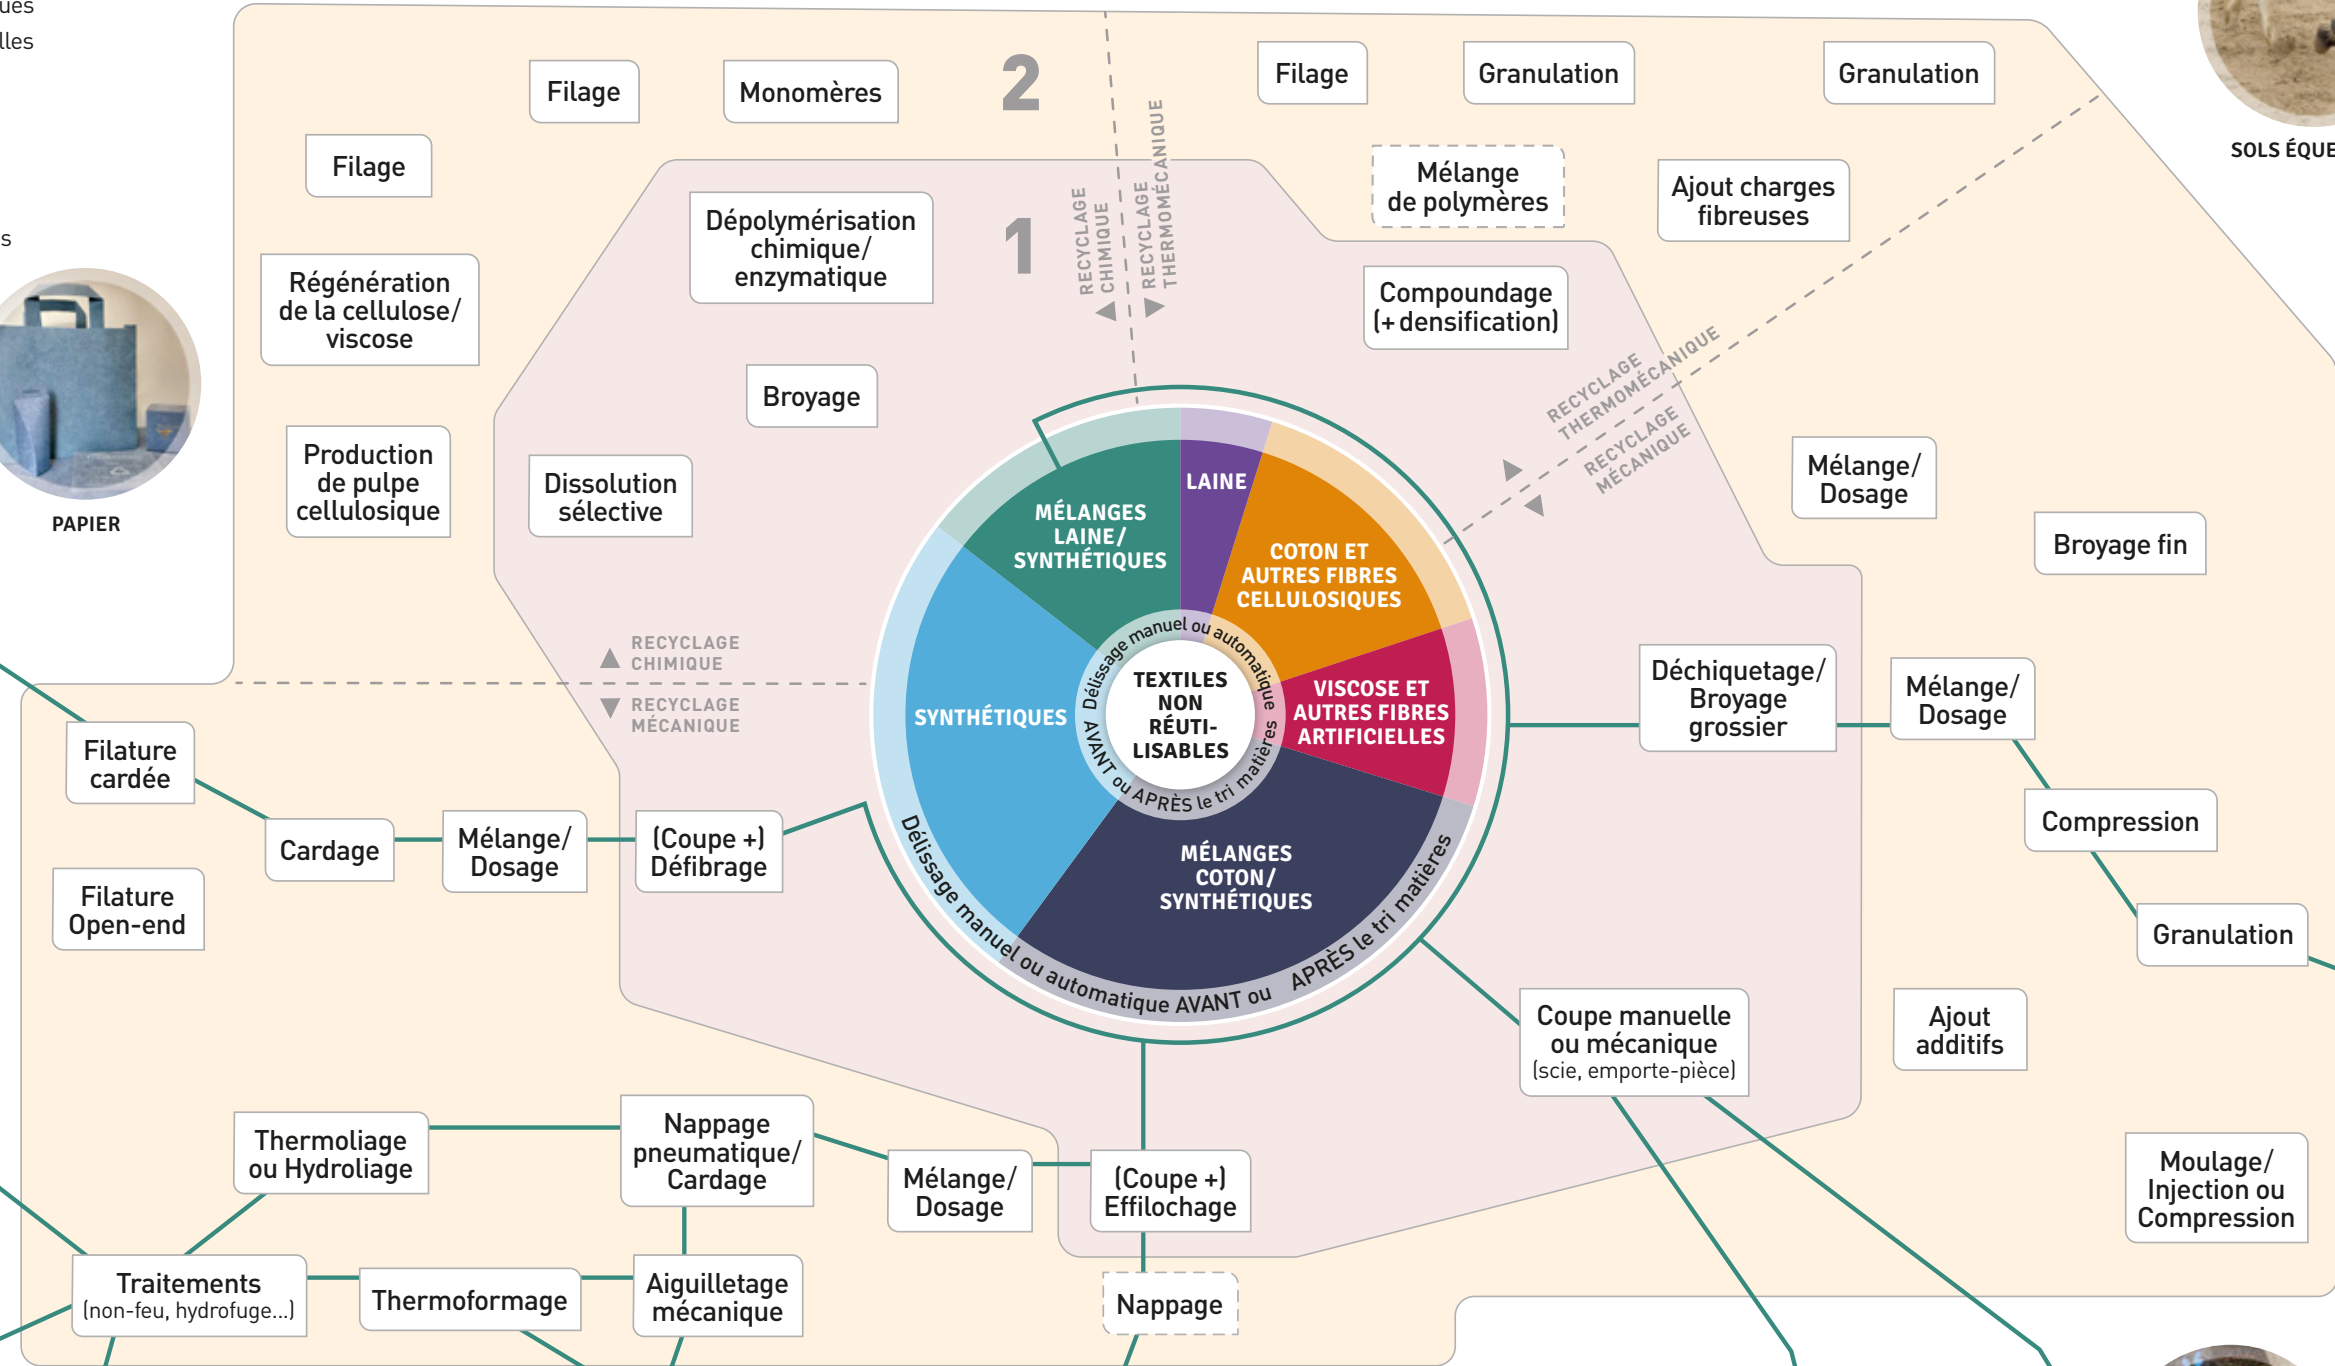 2
1
Filage
Monomères
Filage
Granulation
Granulation
Filage
Mélange
de polymères
Ajout charges
fibreuses
Dépolymérisation
chimique/
enzymatique
RECYCLAGE
CHIMIQUE
RECYCLAGE
THERMOMÉCANIQUE
Régénération
de la cellulose/
viscose
Compoundage
(+ densification)
Broyage
RECYCLAGE
THERMOMÉCANIQUE
RECYCLAGE
MÉCANIQUE
Production
de pulpe
cellulosique
Dissolution
sélective
PAPIER
Mélange/
Dosage
Broyage fin
LAINE
MÉLANGES
LAINE/
SYNTHÉTIQUES
COTON ET
AUTRES FIBRES
CELLULOSIQUES
VISCOSE ET
AUTRES FIBRES
ARTIFICIELLES
MÉLANGES
COTON/
SYNTHÉTIQUES
SYNTHÉTIQUES
Délissage manuel ou automatique
AVANT ou APRÈS le tri matières
TEXTILES
NON
RÉUTI-
LISABLES
Délissage manuel ou automatique AVANT ou APRÈS le tri matières
RECYCLAGE
CHIMIQUE
RECYCLAGE
MÉCANIQUE
Déchiquetage/
Broyage
grossier
Mélange/
Dosage
Compression
Granulation
Filature
cardée
Cardage
Mélange/
Dosage
(Coupe +)
Défibrage
Filature
Open-end
Coupe manuelle
ou mécanique
(scie, emporte-pièce)
Ajout
additifs
Moulage/
Injection ou
Compression
Thermoliage
ou Hydroliage
Nappage
pneumatique/
Cardage
Mélange/
Dosage
(Coupe +)
Effilochage
Traitements
(non-feu, hydrofuge...)
Thermoformage
Aiguilletage
mécanique
Nappage
SOLS ÉQUE
ues
lles
s